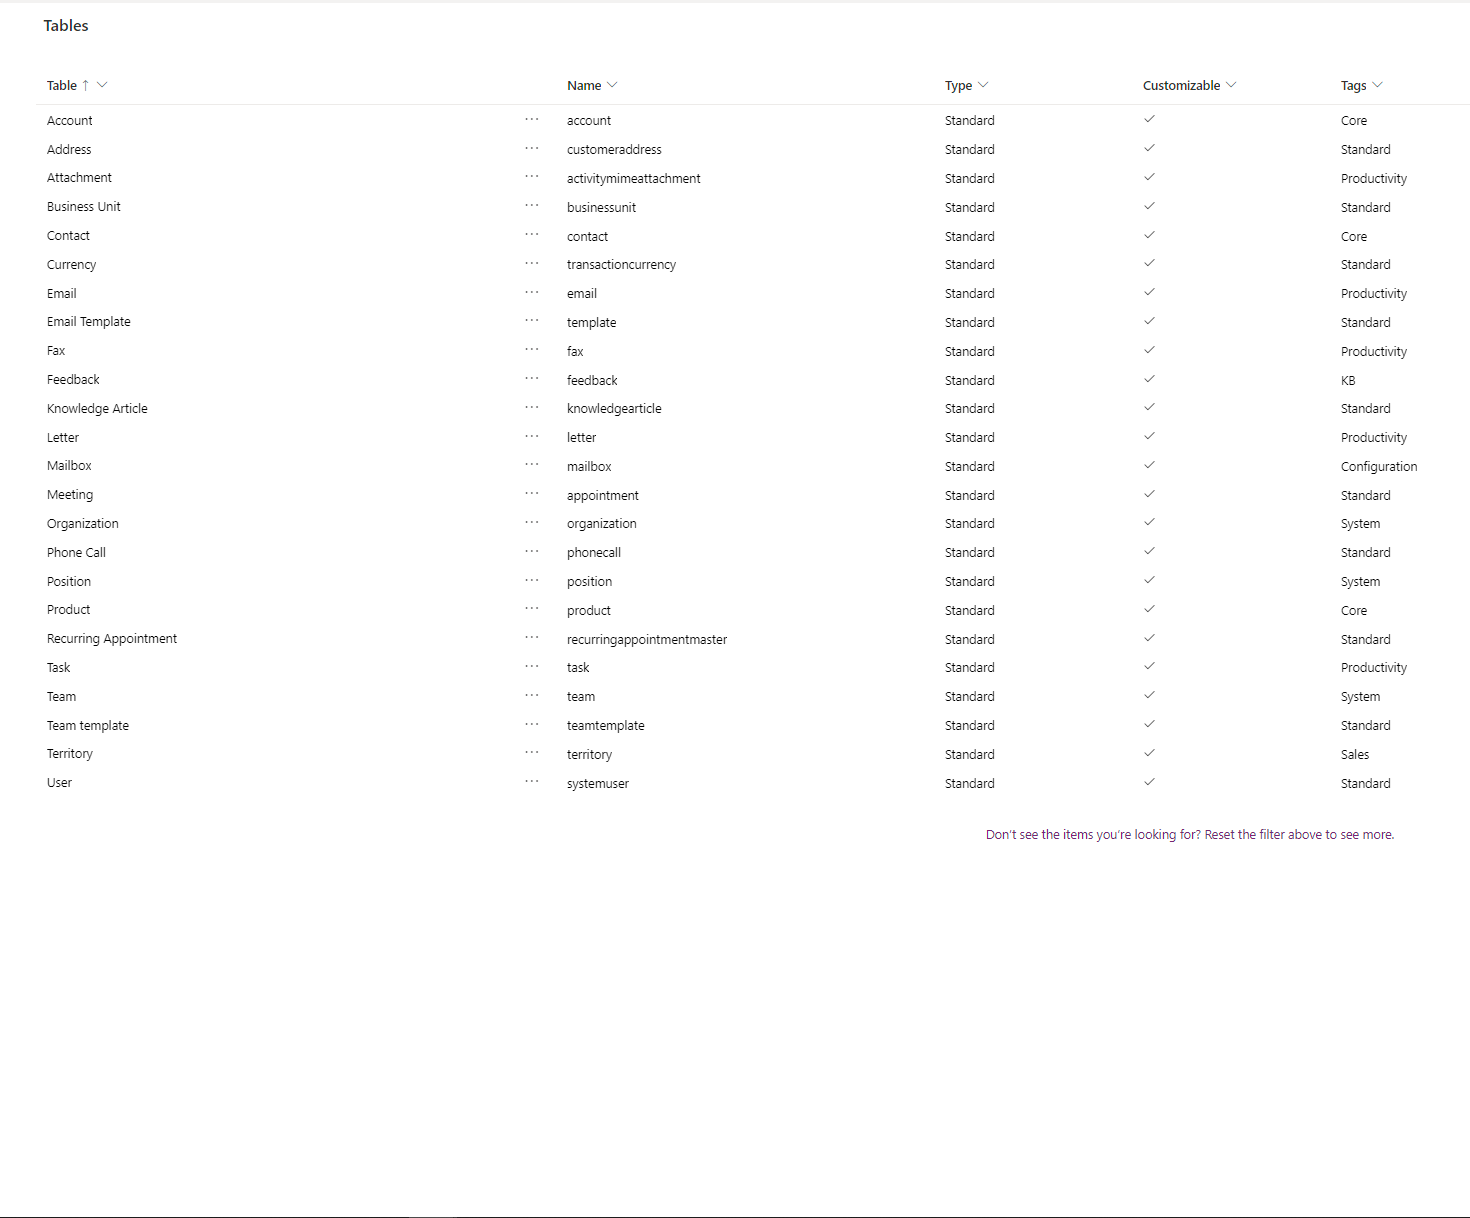 Tables
Table ↑ Name Type Customizable Tags
Account ··· account Standard ✓ Core
Address ··· customeraddress Standard ✓ Standard
Attachment ··· activitymimeattachment Standard ✓ Productivity
Business Unit ··· businessunit Standard ✓ Standard
Contact ··· contact Standard ✓ Core
Currency ··· transactioncurrency Standard ✓ Standard
Email ··· email Standard ✓ Productivity
Email Template ··· template Standard ✓ Standard
Fax ··· fax Standard ✓ Productivity
Feedback ··· feedback Standard ✓ KB
Knowledge Article ··· knowledgearticle Standard ✓ Standard
Letter ··· letter Standard ✓ Productivity
Mailbox ··· mailbox Standard ✓ Configuration
Meeting ··· appointment Standard ✓ Standard
Organization ··· organization Standard ✓ System
Phone Call ··· phonecall Standard ✓ Standard
Position ··· position Standard ✓ System
Product ··· product Standard ✓ Core
Recurring Appointment ··· recurringappointmentmaster Standard ✓ Standard
Task ··· task Standard ✓ Productivity
Team ··· team Standard ✓ System
Team template ··· teamtemplate Standard ✓ Standard
Territory ··· territory Standard ✓ Sales
User ··· systemuser Standard ✓ Standard
Don't see the items you're looking for? Reset the filter above to see more.